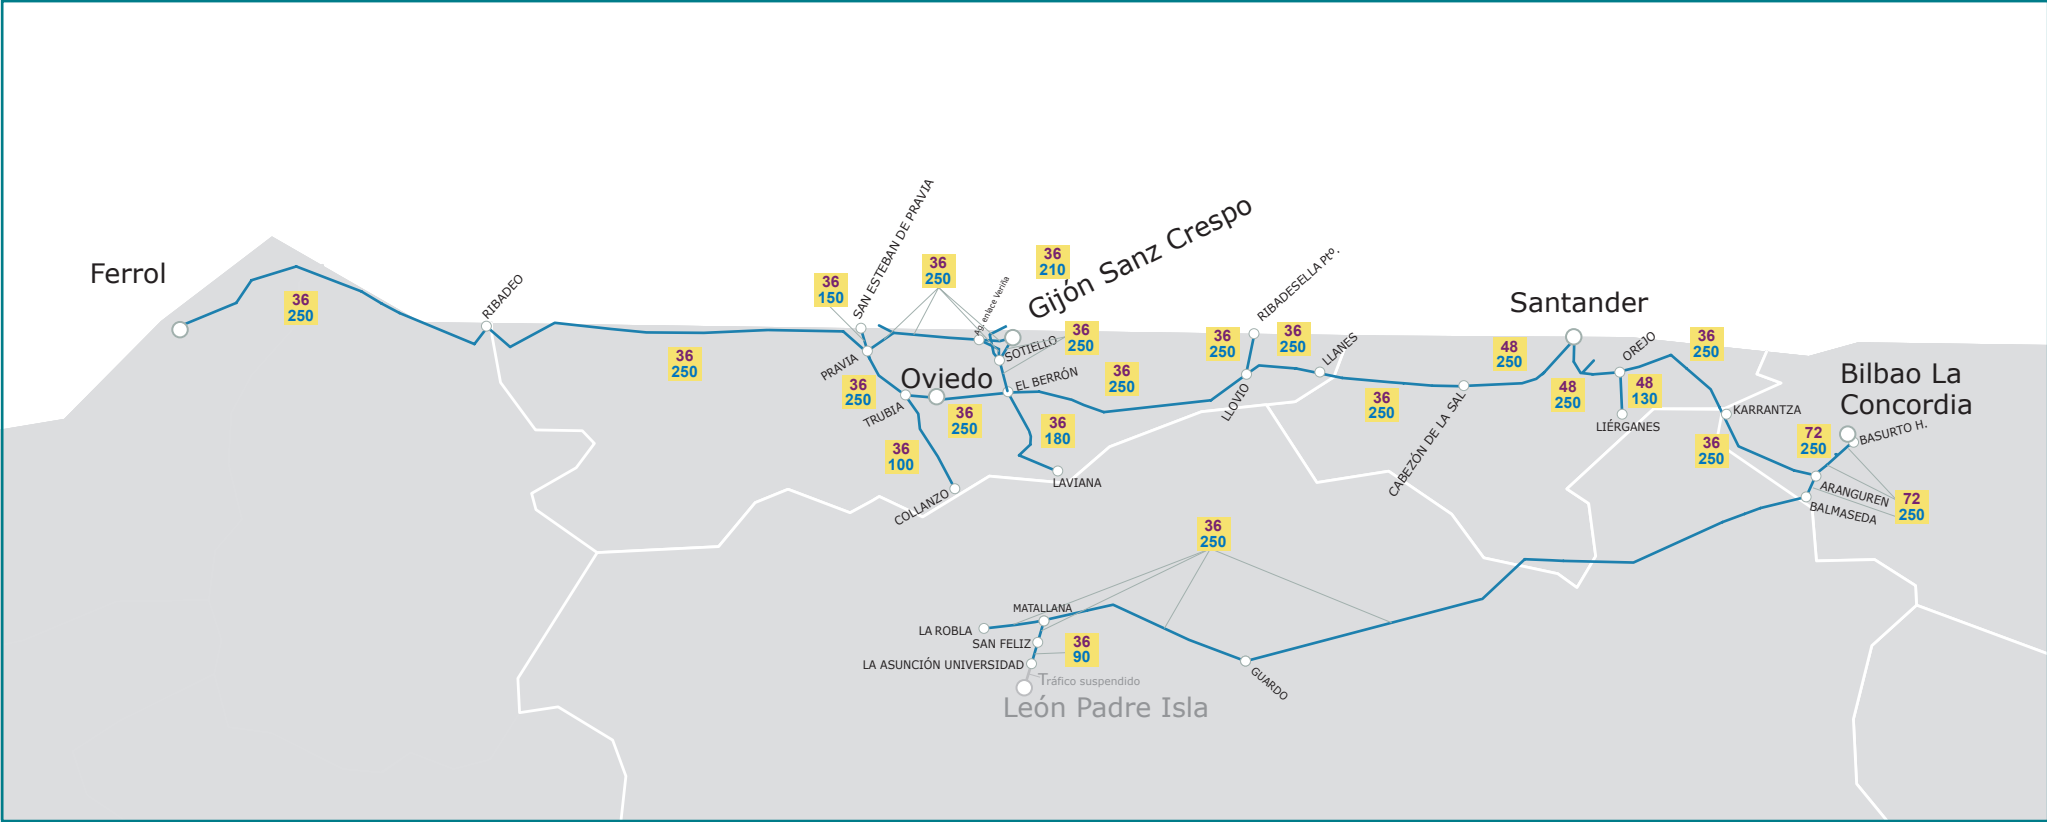 Ferrol
36
250
RIBADEO
36
250
36
150
SAN ESTEBAN DE PRAVIA
36
250
Ag. enlace Veriña
36
210
Gijón Sanz Crespo
SOTIELLO
36
250
PRAVIA
36
250
TRUBIA
Oviedo
36
250
EL BERRÓN
36
250
36
100
COLLANZO
36
180
LAVIANA
36
250
RIBADESELLA Ptº.
36
250
LLOVIO
LLANES
36
250
CABEZÓN DE LA SAL
Santander
48
250
48
250
OREJO
48
130
LIÉRGANES
36
250
KARRANTZA
36
250
Bilbao La
Concordia
72
250
BASURTO H.
ARANGUREN
BALMASEDA
72
250
36
250
MATALLANA
LA ROBLA
SAN FELIZ
36
90
LA ASUNCIÓN UNIVERSIDAD
Tráfico suspendido
León Padre Isla
GUARDO